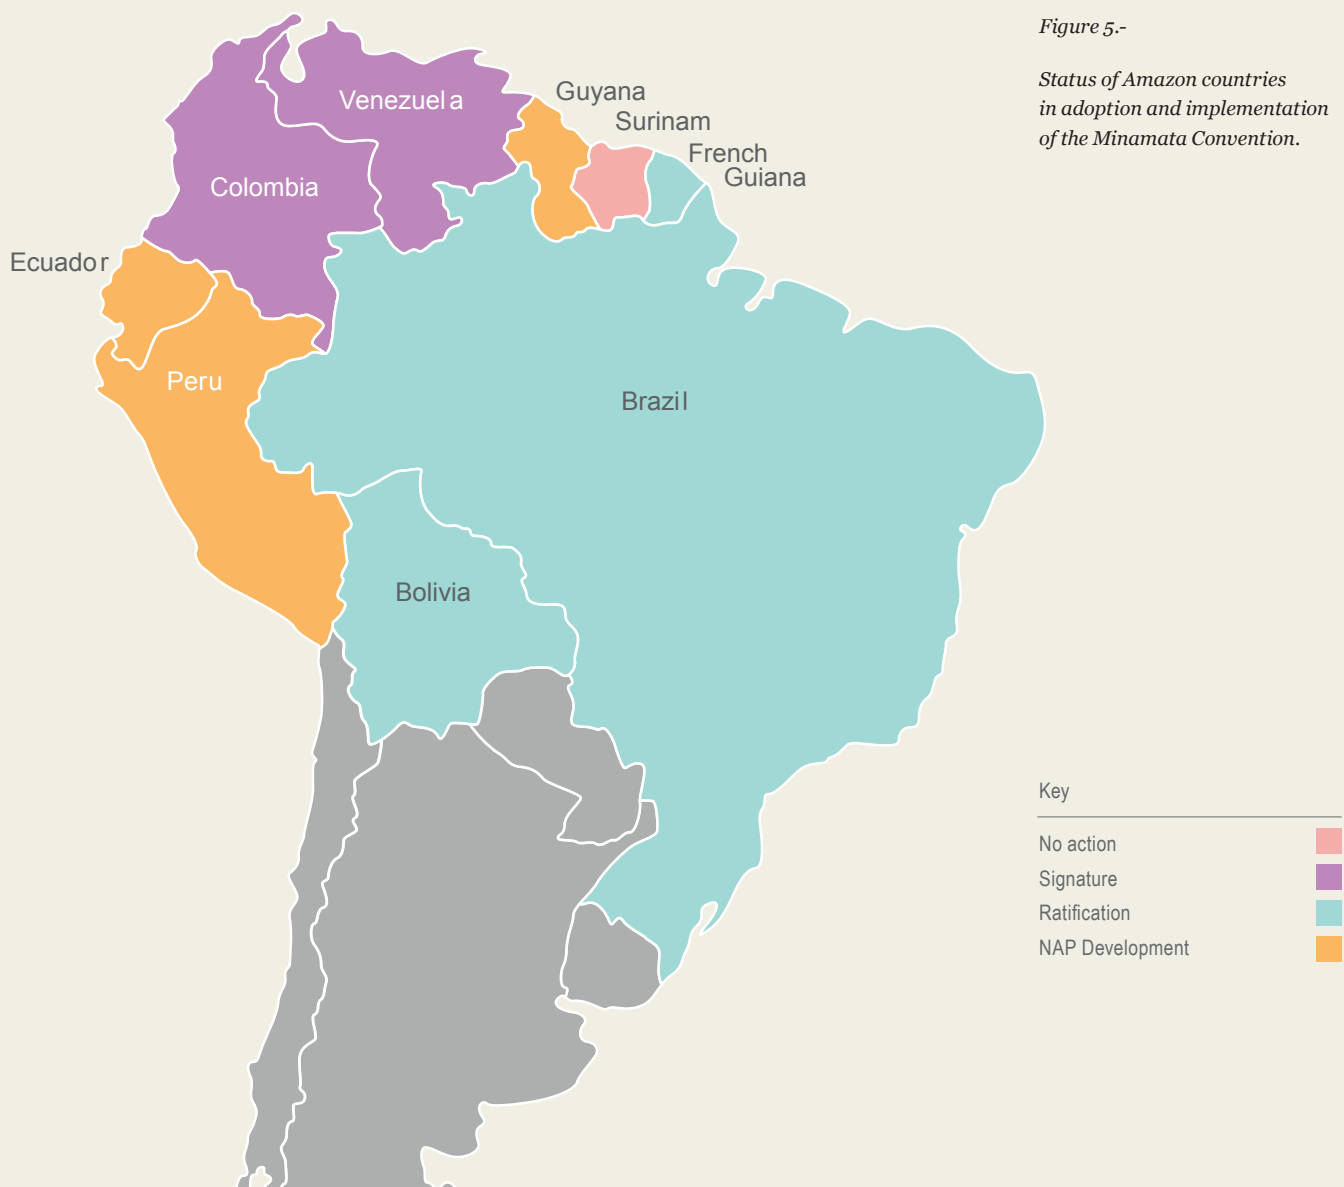 Figure 5.-
Status of Amazon countries
in adoption and implementation
of the Minamata Convention.
Venezuela
Guyana
Surinam
French
Guiana
Colombia
Ecuador
Peru
Brazil
Bolivia
Key
No action
Signature
Ratification
NAP Development